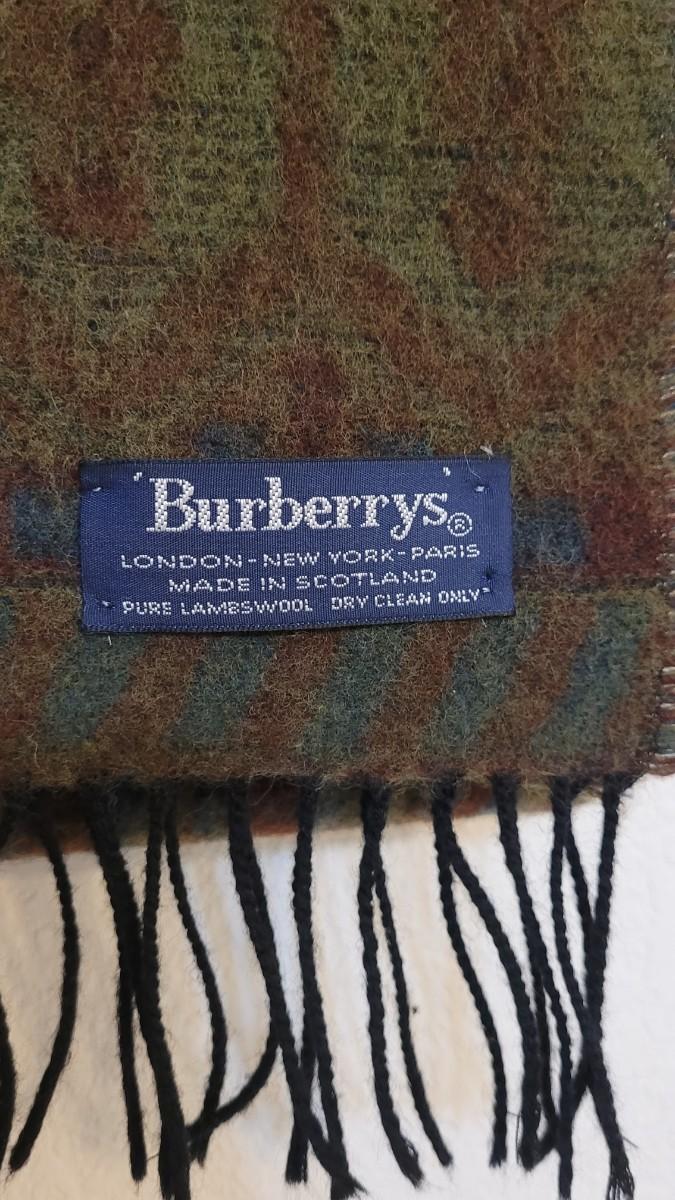 "Burberrys"®
LONDON-NEW YORK-PARIS
MADE IN SCOTLAND
PURE LAMBSWOOL DRY CLEAN ONLY